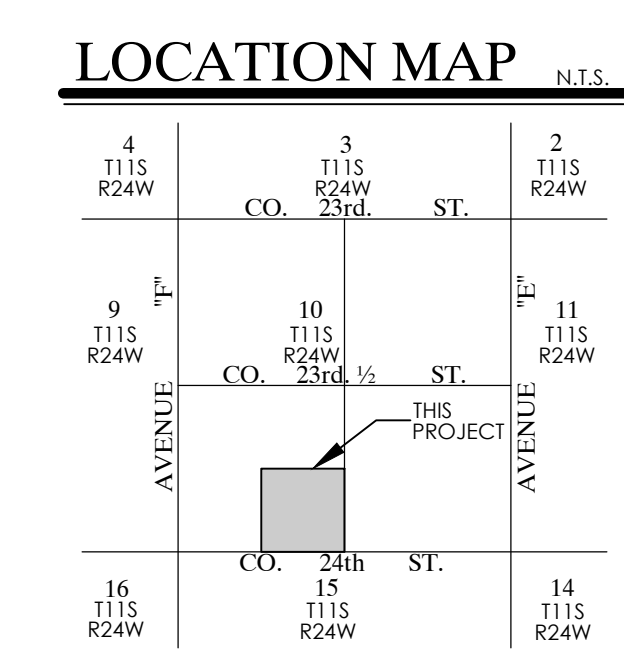 LOCATION MAP N.T.S.
4
T11S
R24W
3
T11S
R24W
2
T11S
R24W
CO. 23rd. ST.
"F"
"E"
9
T11S
R24W
10
T11S
R24W
11
T11S
R24W
CO. 23rd. ½ ST.
AVENUE
AVENUE
THIS
PROJECT
CO. 24th ST.
16
T11S
R24W
15
T11S
R24W
14
T11S
R24W